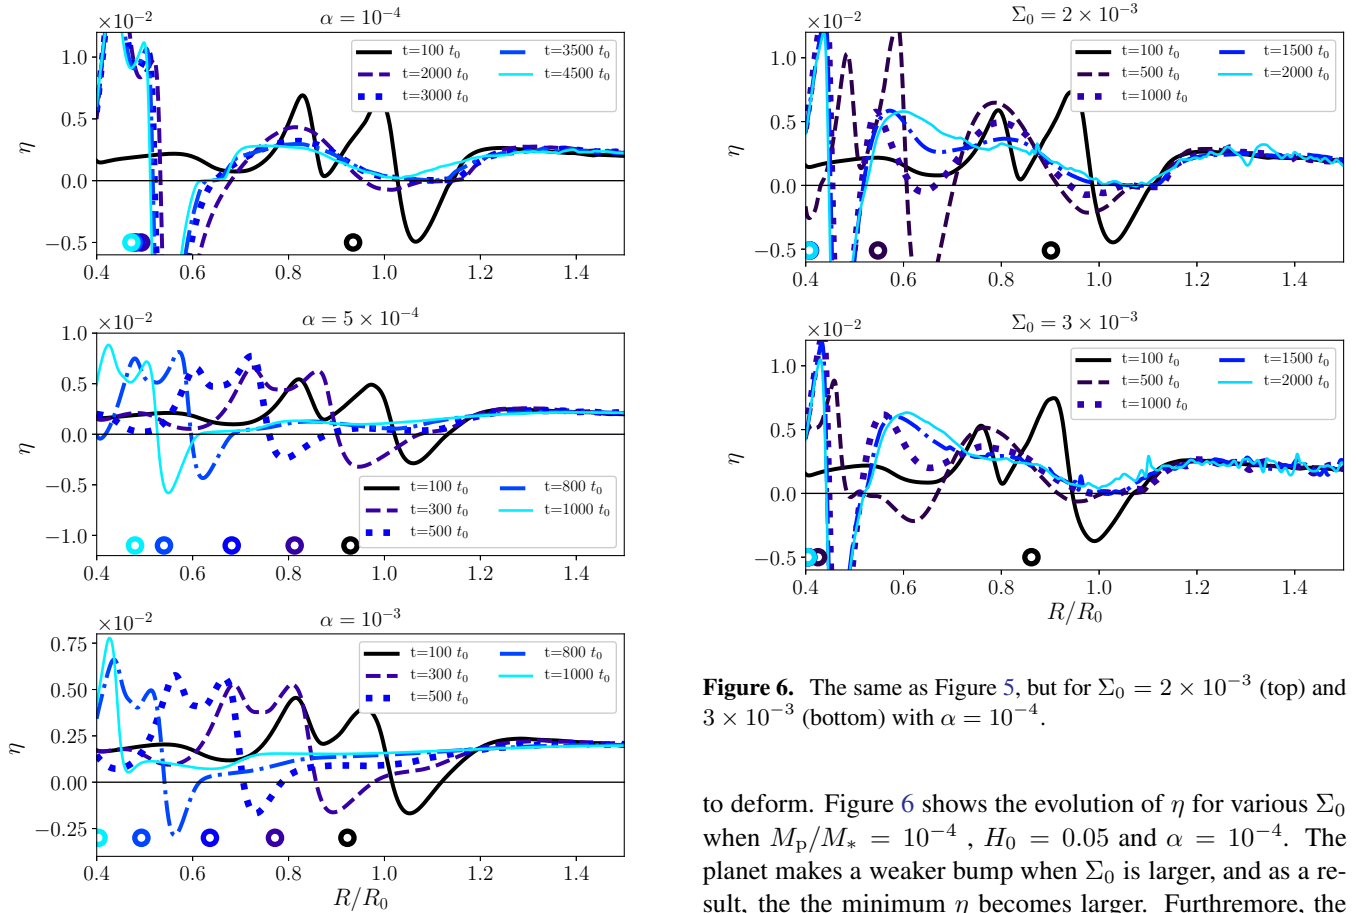 ×10⁻²
α = 10⁻⁴
η
1.0
0.5
0.0
−0.5
t=100 t₀
t=2000 t₀
t=3000 t₀
t=3500 t₀
t=4500 t₀
0.4 0.6 0.8 1.0 1.2 1.4
×10⁻²
α = 5 × 10⁻⁴
η
1.0
0.5
0.0
−0.5
−1.0
t=100 t₀
t=300 t₀
t=500 t₀
t=800 t₀
t=1000 t₀
0.4 0.6 0.8 1.0 1.2 1.4
×10⁻²
α = 10⁻³
η
0.75
0.50
0.25
0.00
−0.25
t=100 t₀
t=300 t₀
t=500 t₀
t=800 t₀
t=1000 t₀
0.4 0.6 0.8 1.0 1.2 1.4
R/R₀
×10⁻²
Σ₀ = 2 × 10⁻³
η
1.0
0.5
0.0
−0.5
t=100 t₀
t=500 t₀
t=1000 t₀
t=1500 t₀
t=2000 t₀
0.4 0.6 0.8 1.0 1.2 1.4
×10⁻²
Σ₀ = 3 × 10⁻³
η
1.0
0.5
0.0
−0.5
t=100 t₀
t=500 t₀
t=1000 t₀
t=1500 t₀
t=2000 t₀
0.4 0.6 0.8 1.0 1.2 1.4
R/R₀
Figure 6. The same as Figure 5, but for Σ₀ = 2 × 10⁻³ (top) and
3 × 10⁻³ (bottom) with α = 10⁻⁴.
to deform. Figure 6 shows the evolution of η for various Σ₀
when Mₚ/M∗ = 10⁻⁴ , H₀ = 0.05 and α = 10⁻⁴. The
planet makes a weaker bump when Σ₀ is larger, and as a re-
sult, the the minimum η becomes larger. Furthremore, the